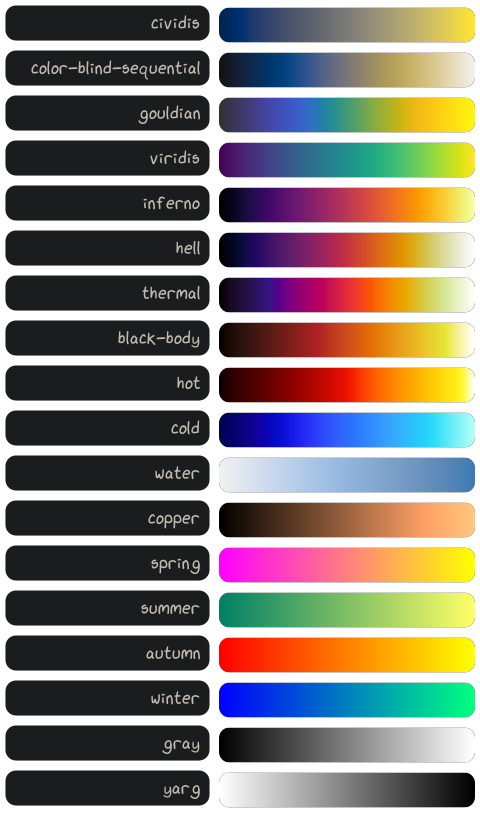 cividis
color-blind-sequential
gouldian
viridis
inferno
hell
thermal
black-body
hot
cold
water
copper
spring
summer
autumn
winter
gray
yarg